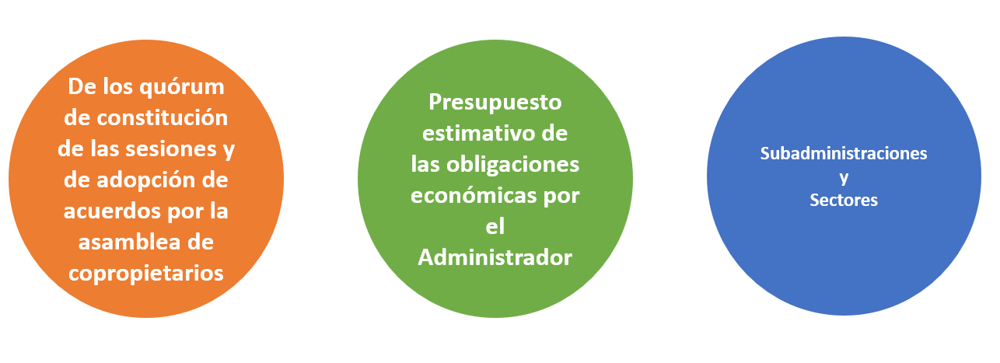 De los quórum
de constitución
de las sesiones y
de adopción de
acuerdos por la
asamblea de
copropietarios
Presupuesto
estimativo de
las obligaciones
económicas por
el
Administrador
Subadministraciones
y
Sectores